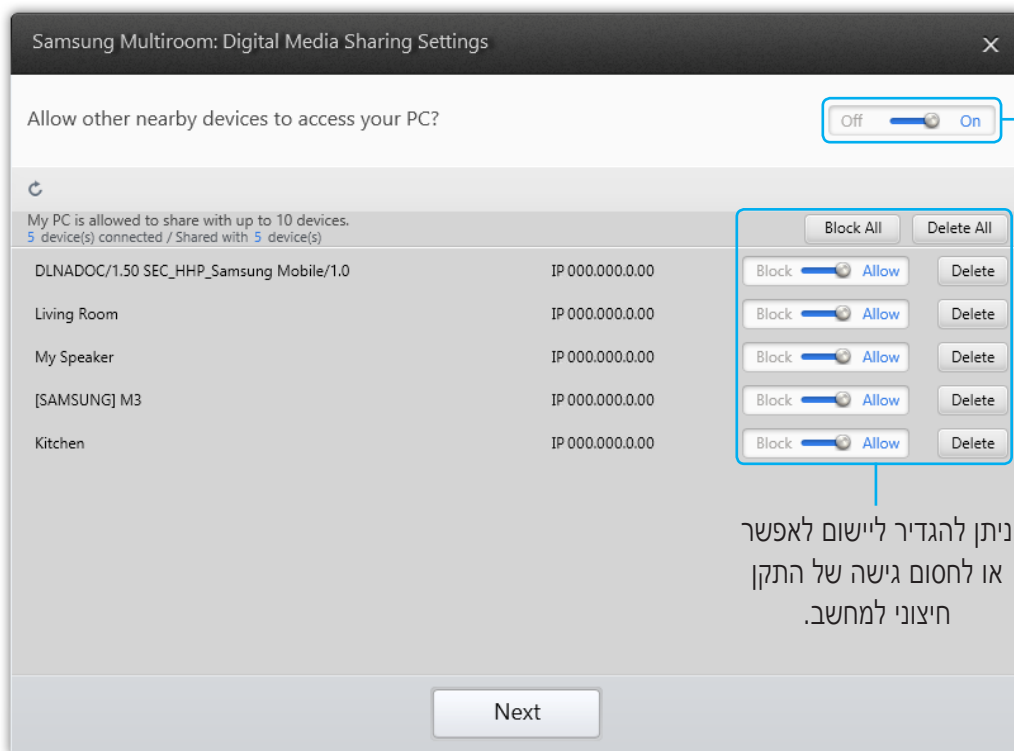 Samsung Multiroom: Digital Media Sharing Settings
Allow other nearby devices to access your PC?
Off On
My PC is allowed to share with up to 10 devices.
5 device(s) connected / Shared with 5 device(s)
Block All Delete All
DLNADOC/1.50 SEC_HHP_Samsung Mobile/1.0 IP 000.000.0.00 Block Allow Delete
Living Room IP 000.000.0.00 Block Allow Delete
My Speaker IP 000.000.0.00 Block Allow Delete
[SAMSUNG] M3 IP 000.000.0.00 Block Allow Delete
Kitchen IP 000.000.0.00 Block Allow Delete
ניתן להגדיר ליישום לאפשר
או לחסום גישה של התקן
חיצוני למחשב.
Next